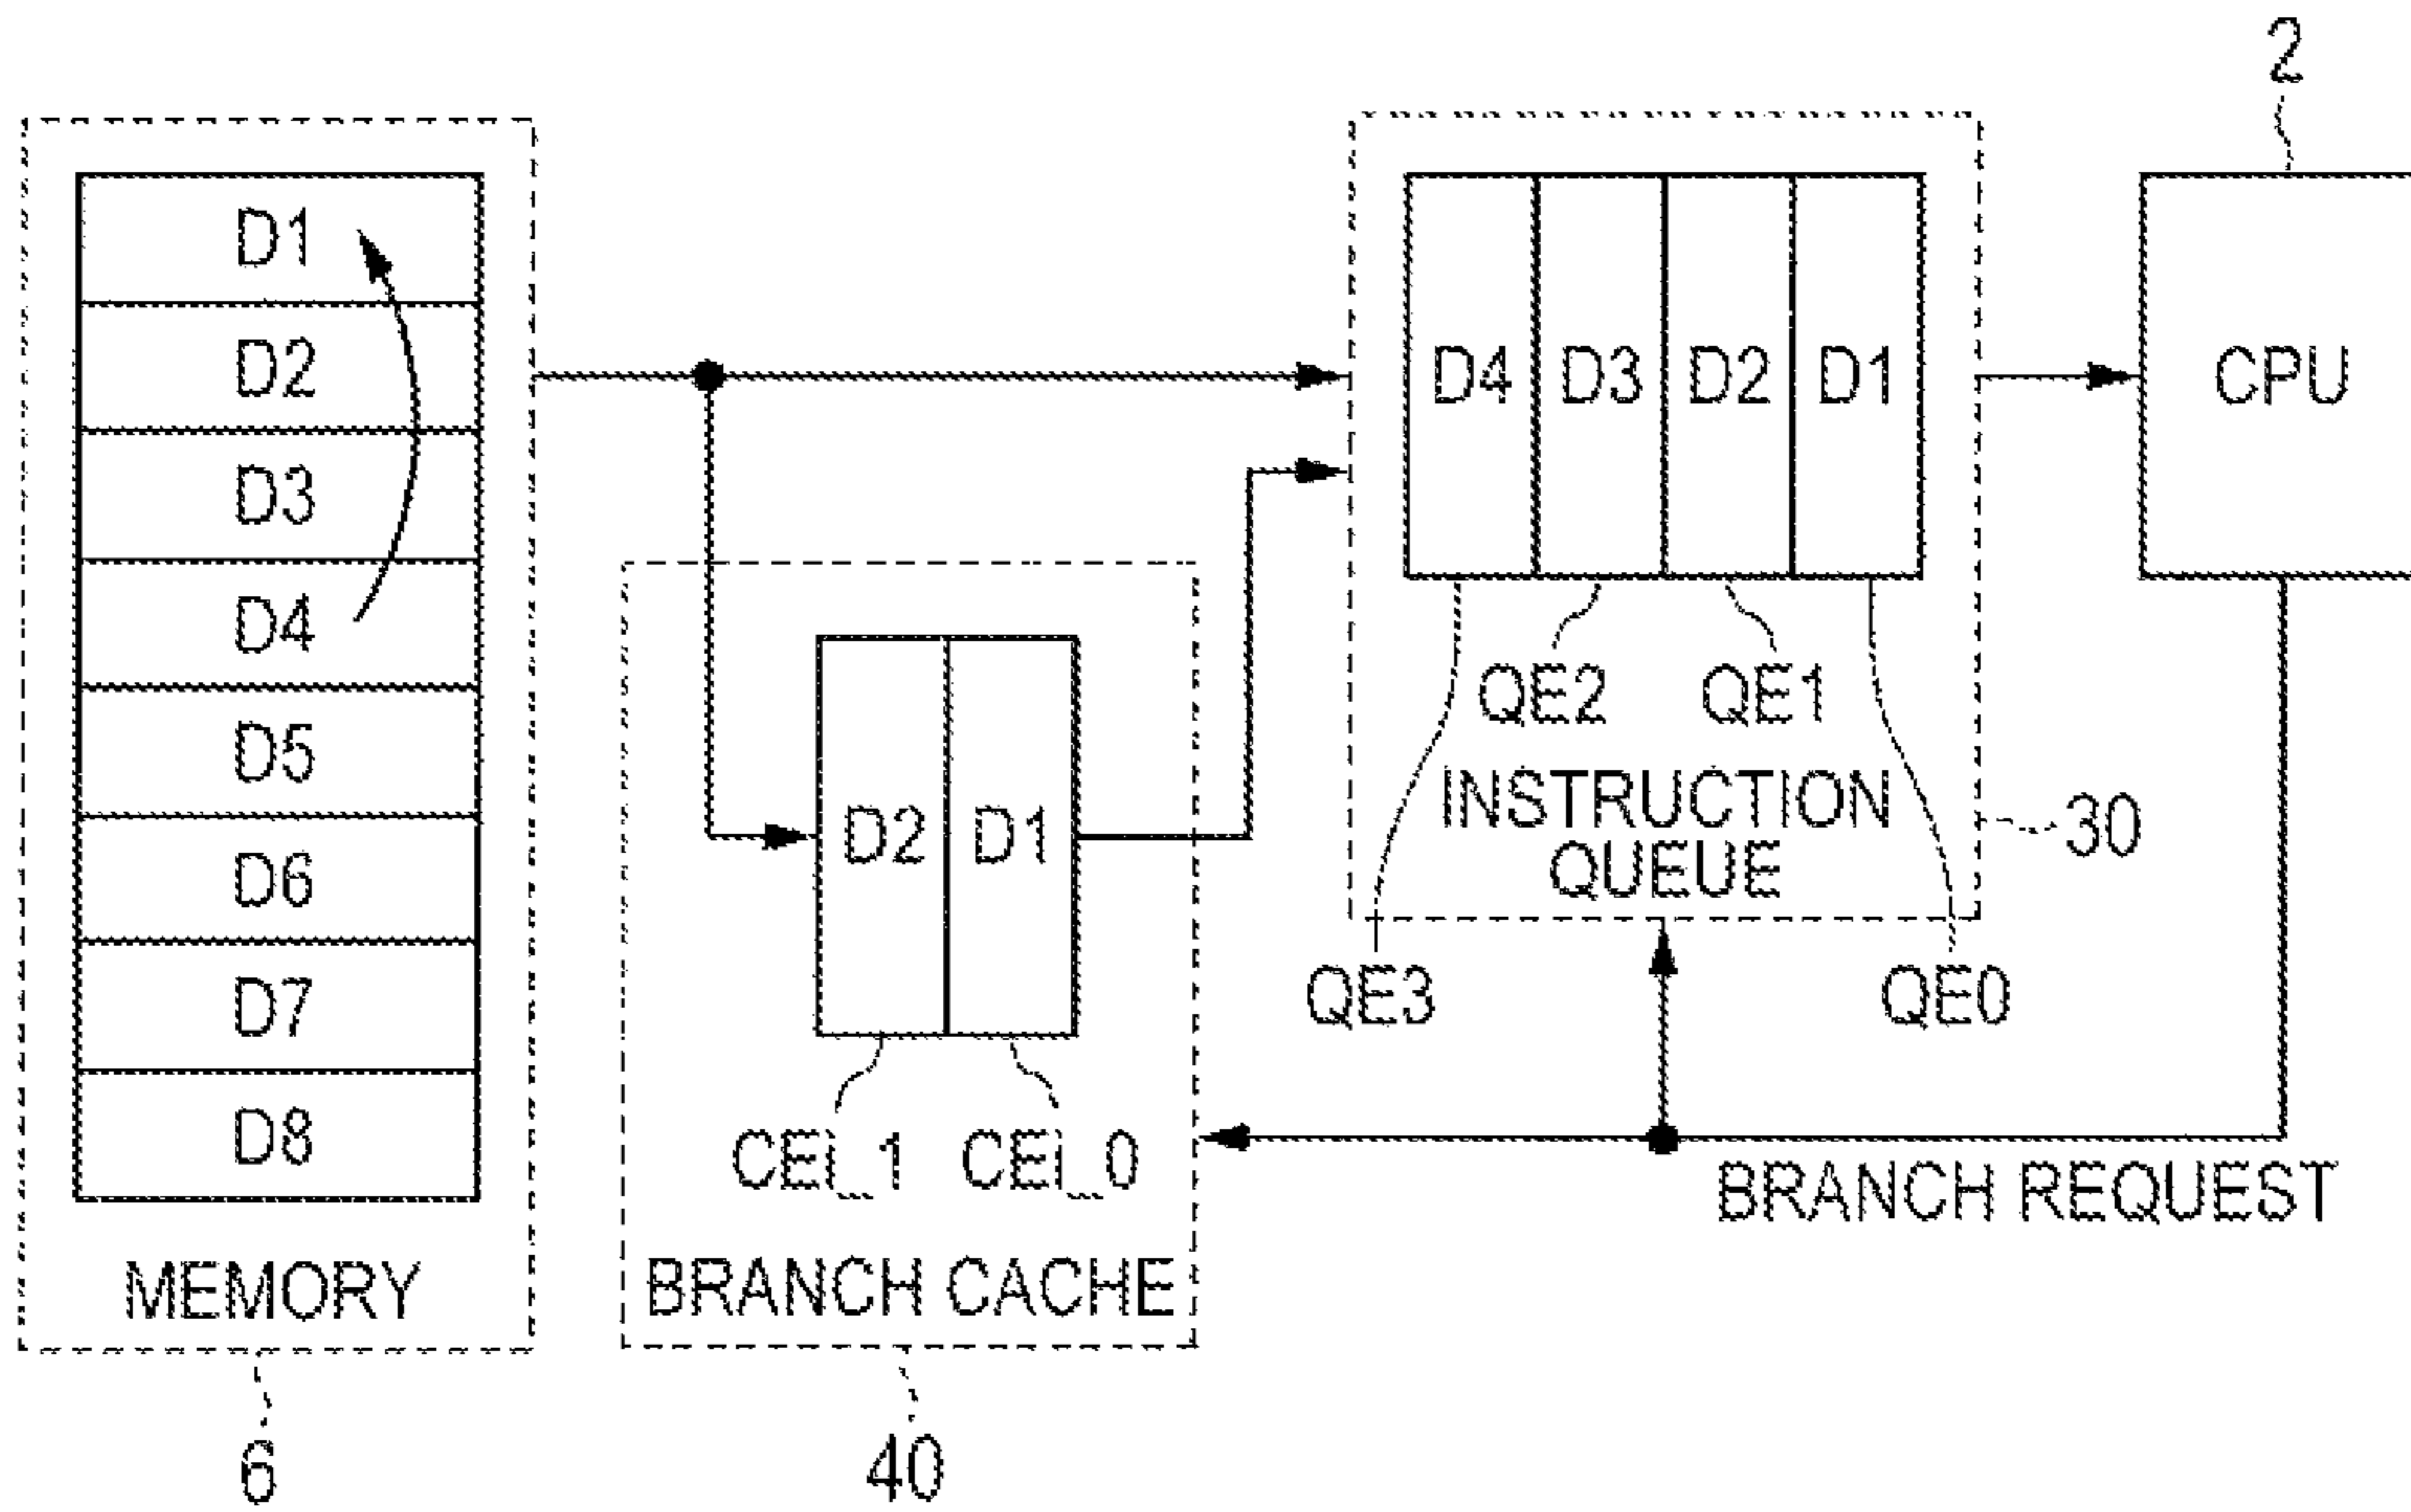 2
D1
D2
D3
D4
D5
D6
D7
D8
MEMORY
6
D2 D1
CEL_1 CEL_0
BRANCH CACHE
40
D4 D3 D2 D1
QE2 QE1
INSTRUCTION
QUEUE
30
QE3 QE0
CPU
BRANCH REQUEST